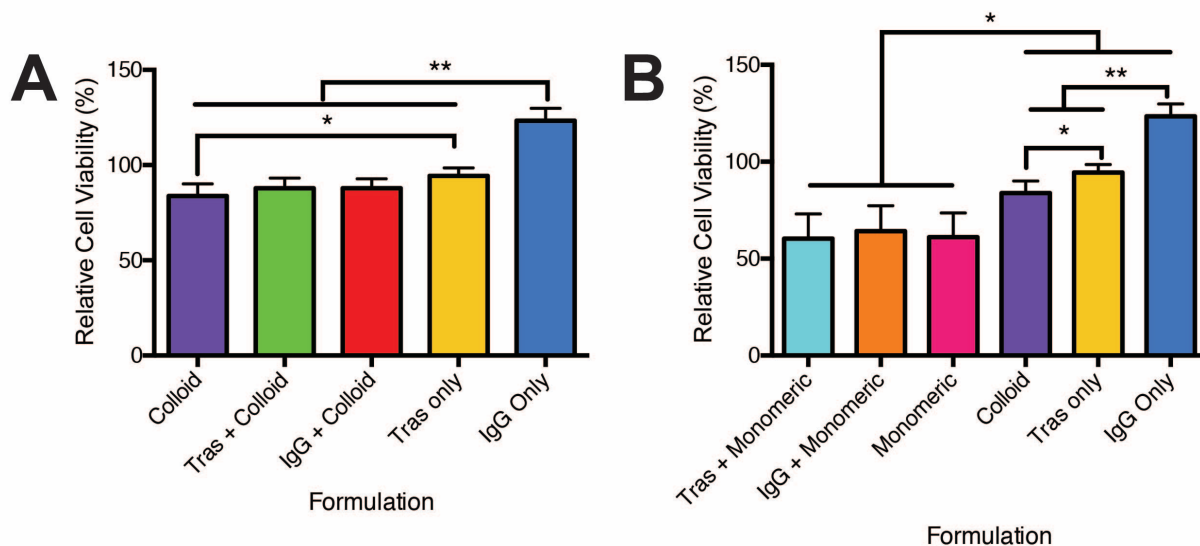 A
Relative Cell Viability (%)
150
100
50
0
**
*
Colloid
Tras + Colloid
IgG + Colloid
Tras only
IgG Only
Formulation
B
Relative Cell Viability (%)
150
100
50
0
*
**
*
Tras + Monomeric
IgG + Monomeric
Monomeric
Colloid
Tras only
IgG Only
Formulation